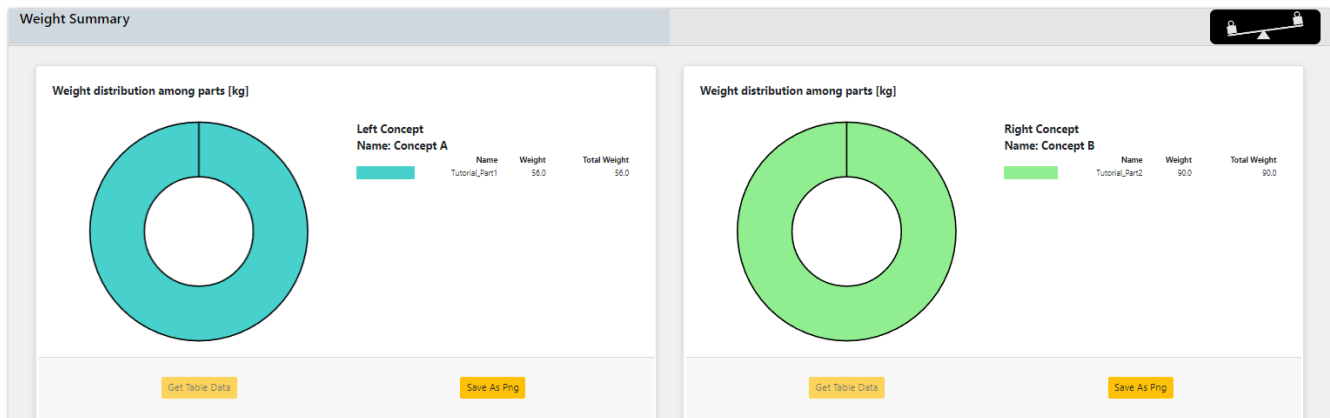 Weight Summary
Weight distribution among parts [kg]
Left Concept
Name: Concept A
Name Weight Total Weight
Tutorial_Part1 56.0 56.0
Get Table Data Save As Png
Weight distribution among parts [kg]
Right Concept
Name: Concept B
Name Weight Total Weight
Tutorial_Part2 90.0 90.0
Get Table Data Save As Png